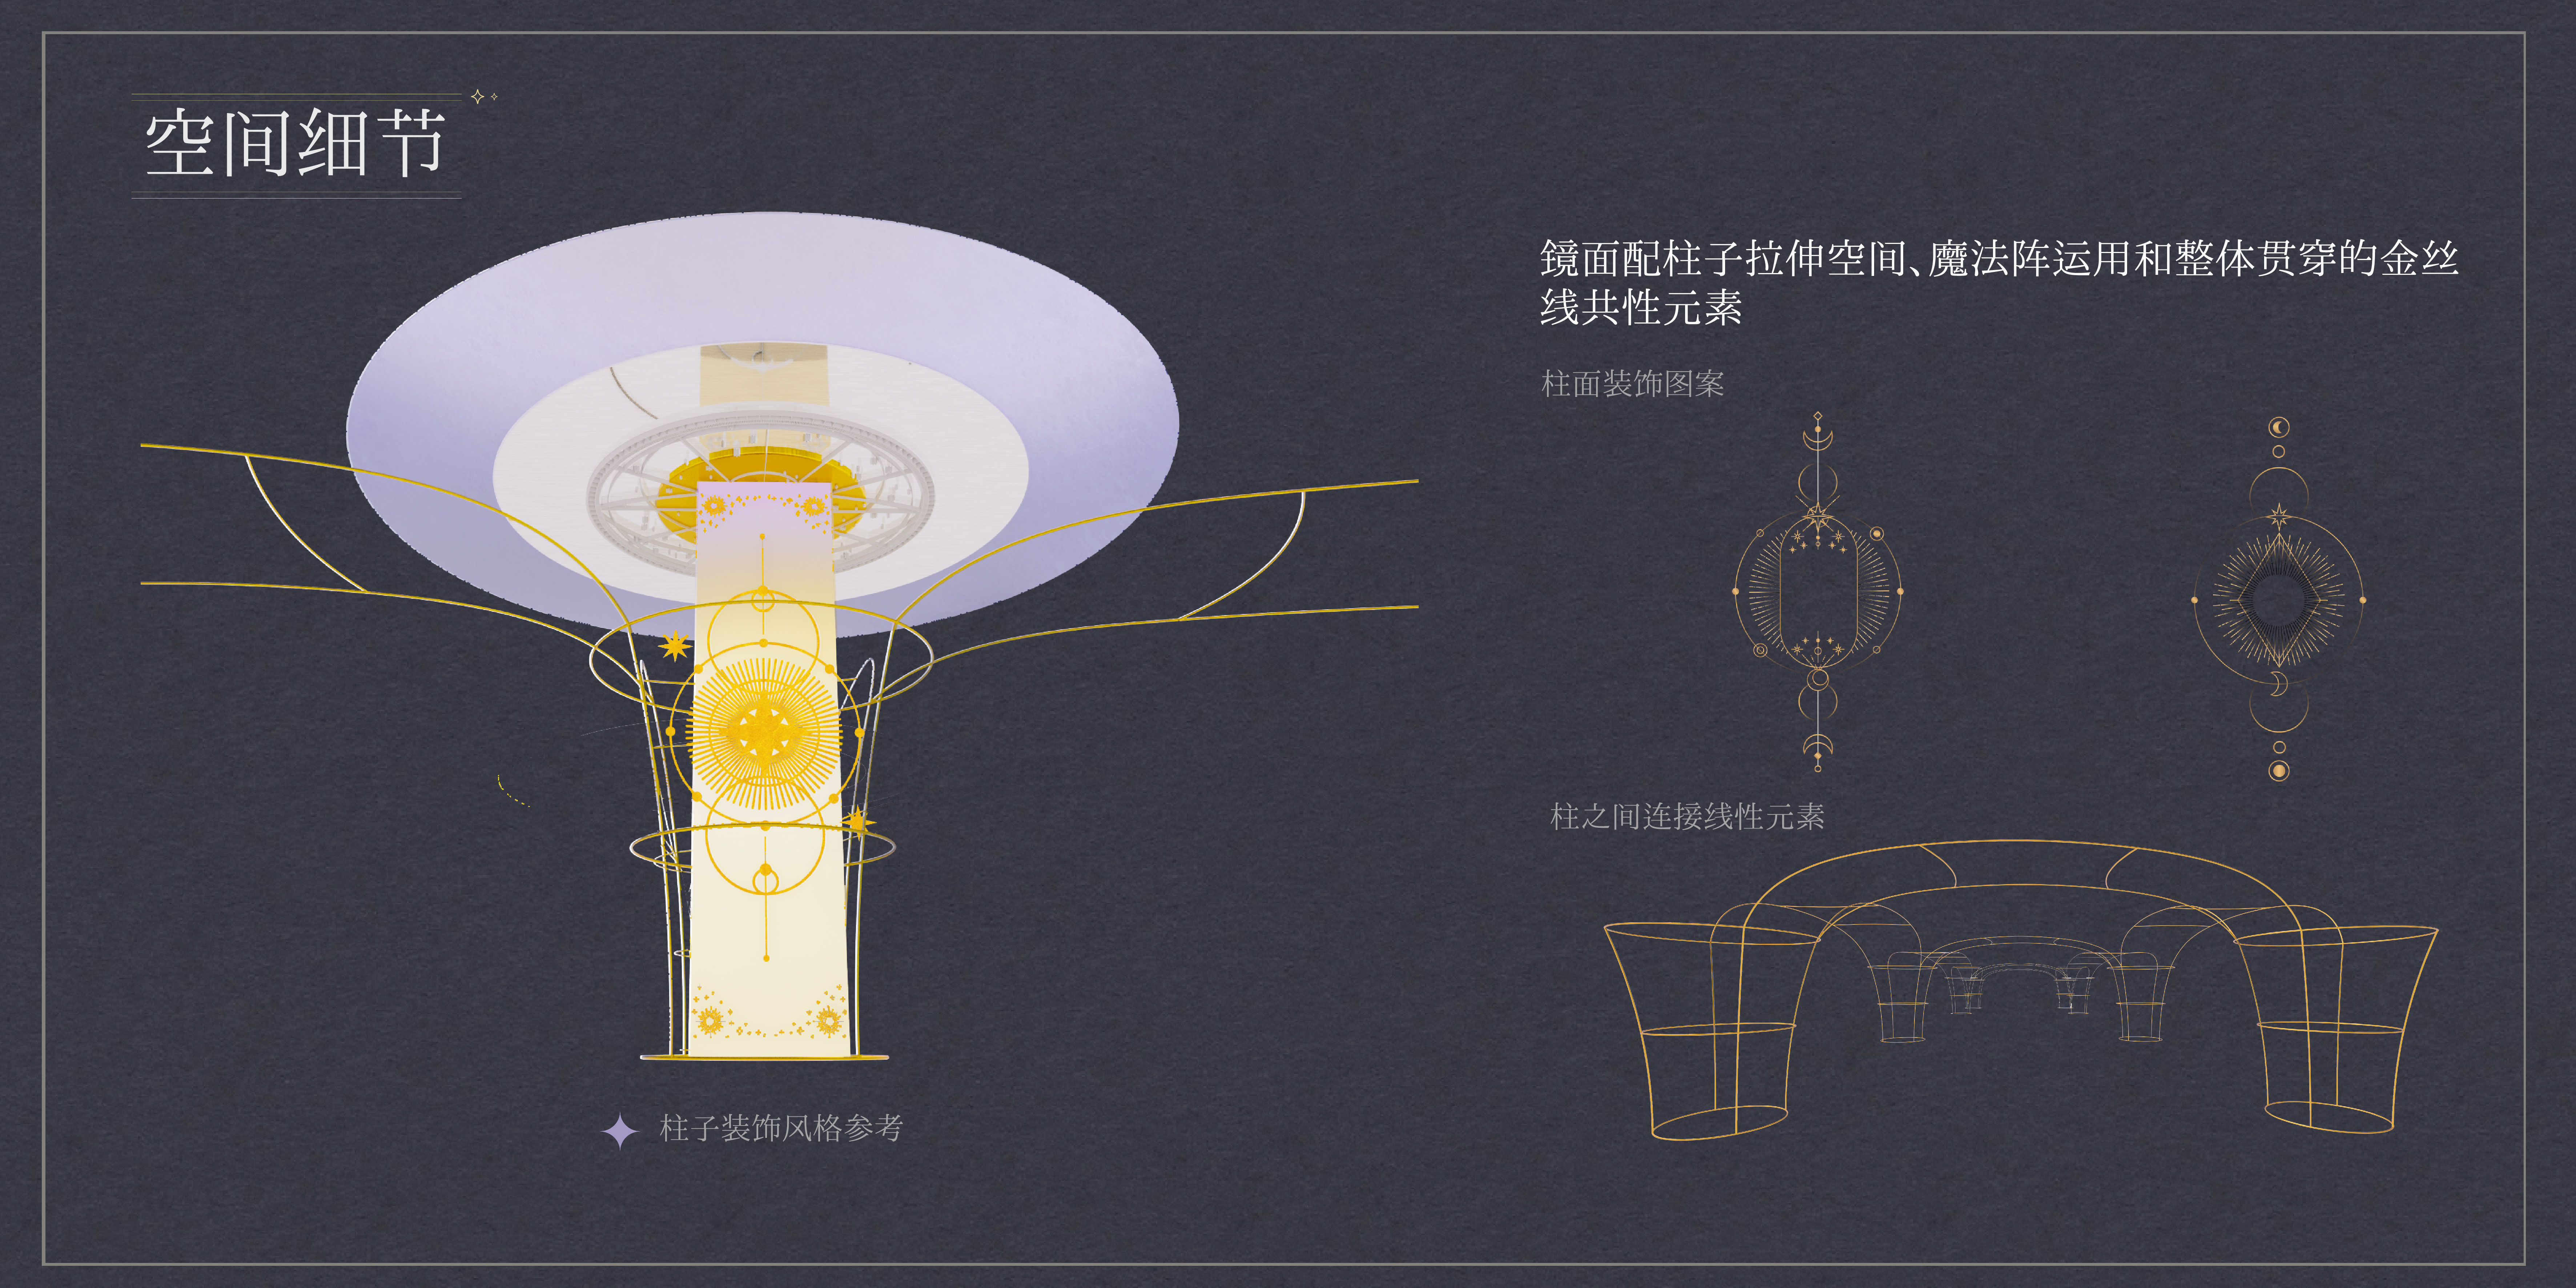 空间细节
镜面配柱子拉伸空间、魔法阵运用和整体贯穿的金丝
线共性元素
柱面装饰图案
柱之间连接线性元素
柱子装饰风格参考